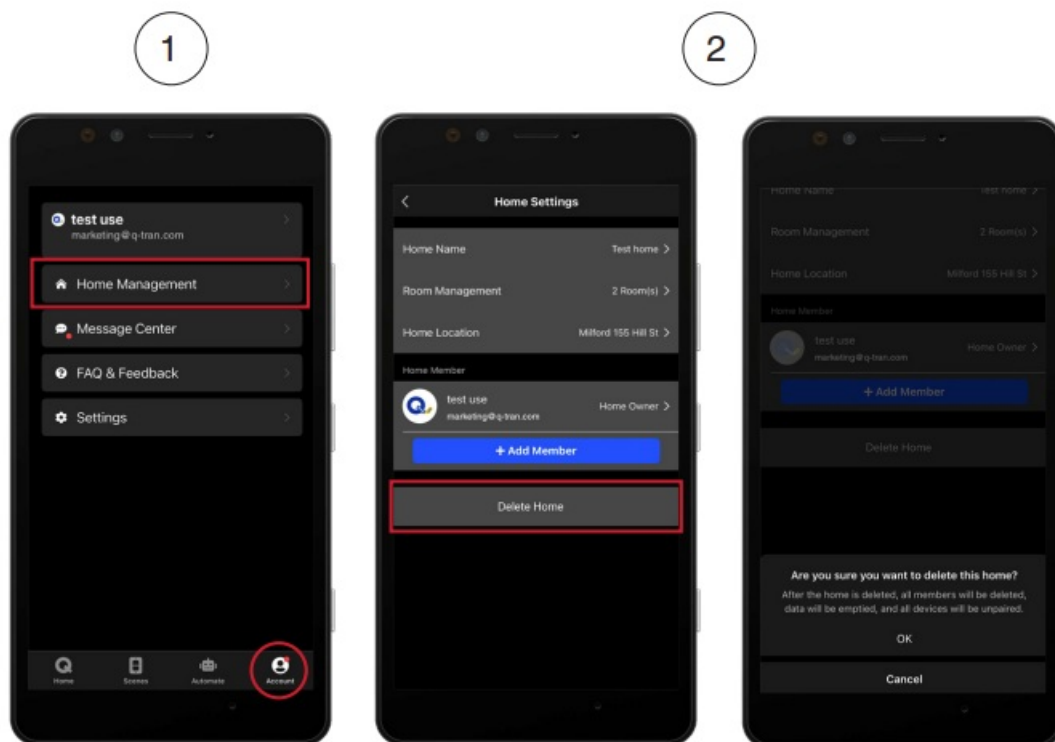 1
2
test use
marketing@q-tran.com
Home Management
Message Center
FAQ & Feedback
Settings
Home
Scenes
Automate
Account
Home Settings
Home Name Test home
Room Management 2 Room(s)
Home Location Milford 155 Hill St
Home Member
test use
marketing@q-tran.com
Home Owner
+ Add Member
Delete Home
Home Name Test home
Room Management 2 Room(s)
Home Location Milford 155 Hill St
Home Member
test use
marketing@q-tran.com
Home Owner
+ Add Member
Delete Home
Are you sure you want to delete this home?
After the home is deleted, all members will be deleted,
data will be emptied, and all devices will be unpaired.
OK
Cancel